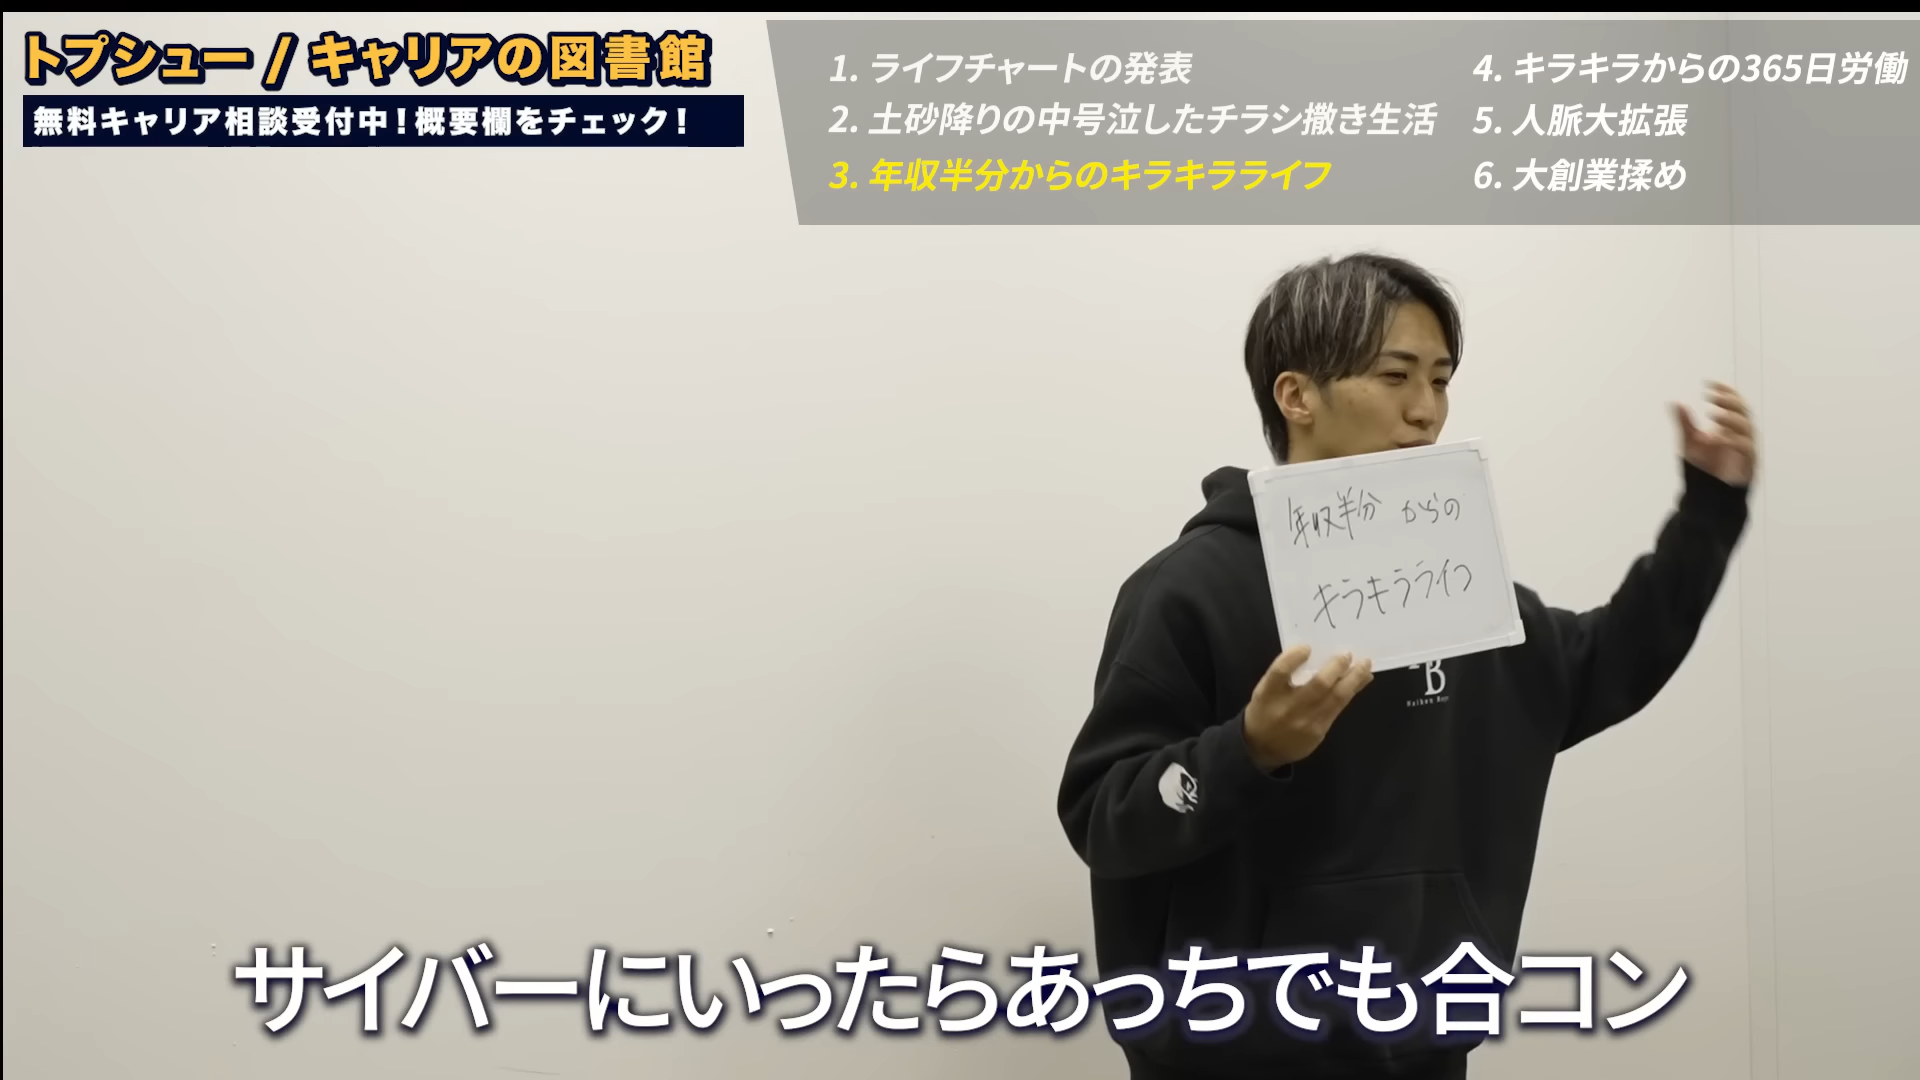 トプシュー / キャリアの図書館
無料キャリア相談受付中！概要欄をチェック！
1. ライフチャートの発表
2. 土砂降りの中号泣したチラシ撒き生活
3. 年収半分からのキラキラライフ
4. キラキラからの365日労働
5. 人脈大拡張
6. 大創業揉め
年収半分 からの
キラキラライフ
B
サイバーにいったらあっちでも合コン